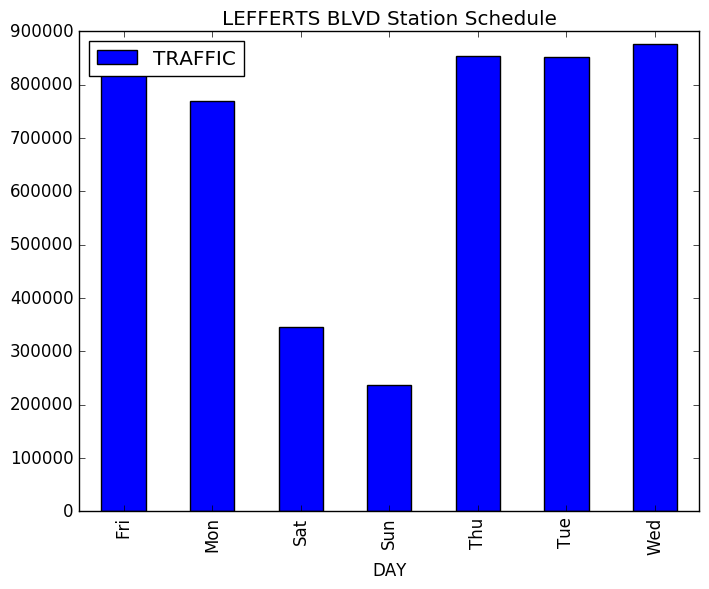 LEFFERTS BLVD Station Schedule
900000
TRAFFIC
800000
700000
600000
500000
400000
300000
200000
100000
0
Fri Mon Sat Sun Thu Tue Wed
DAY